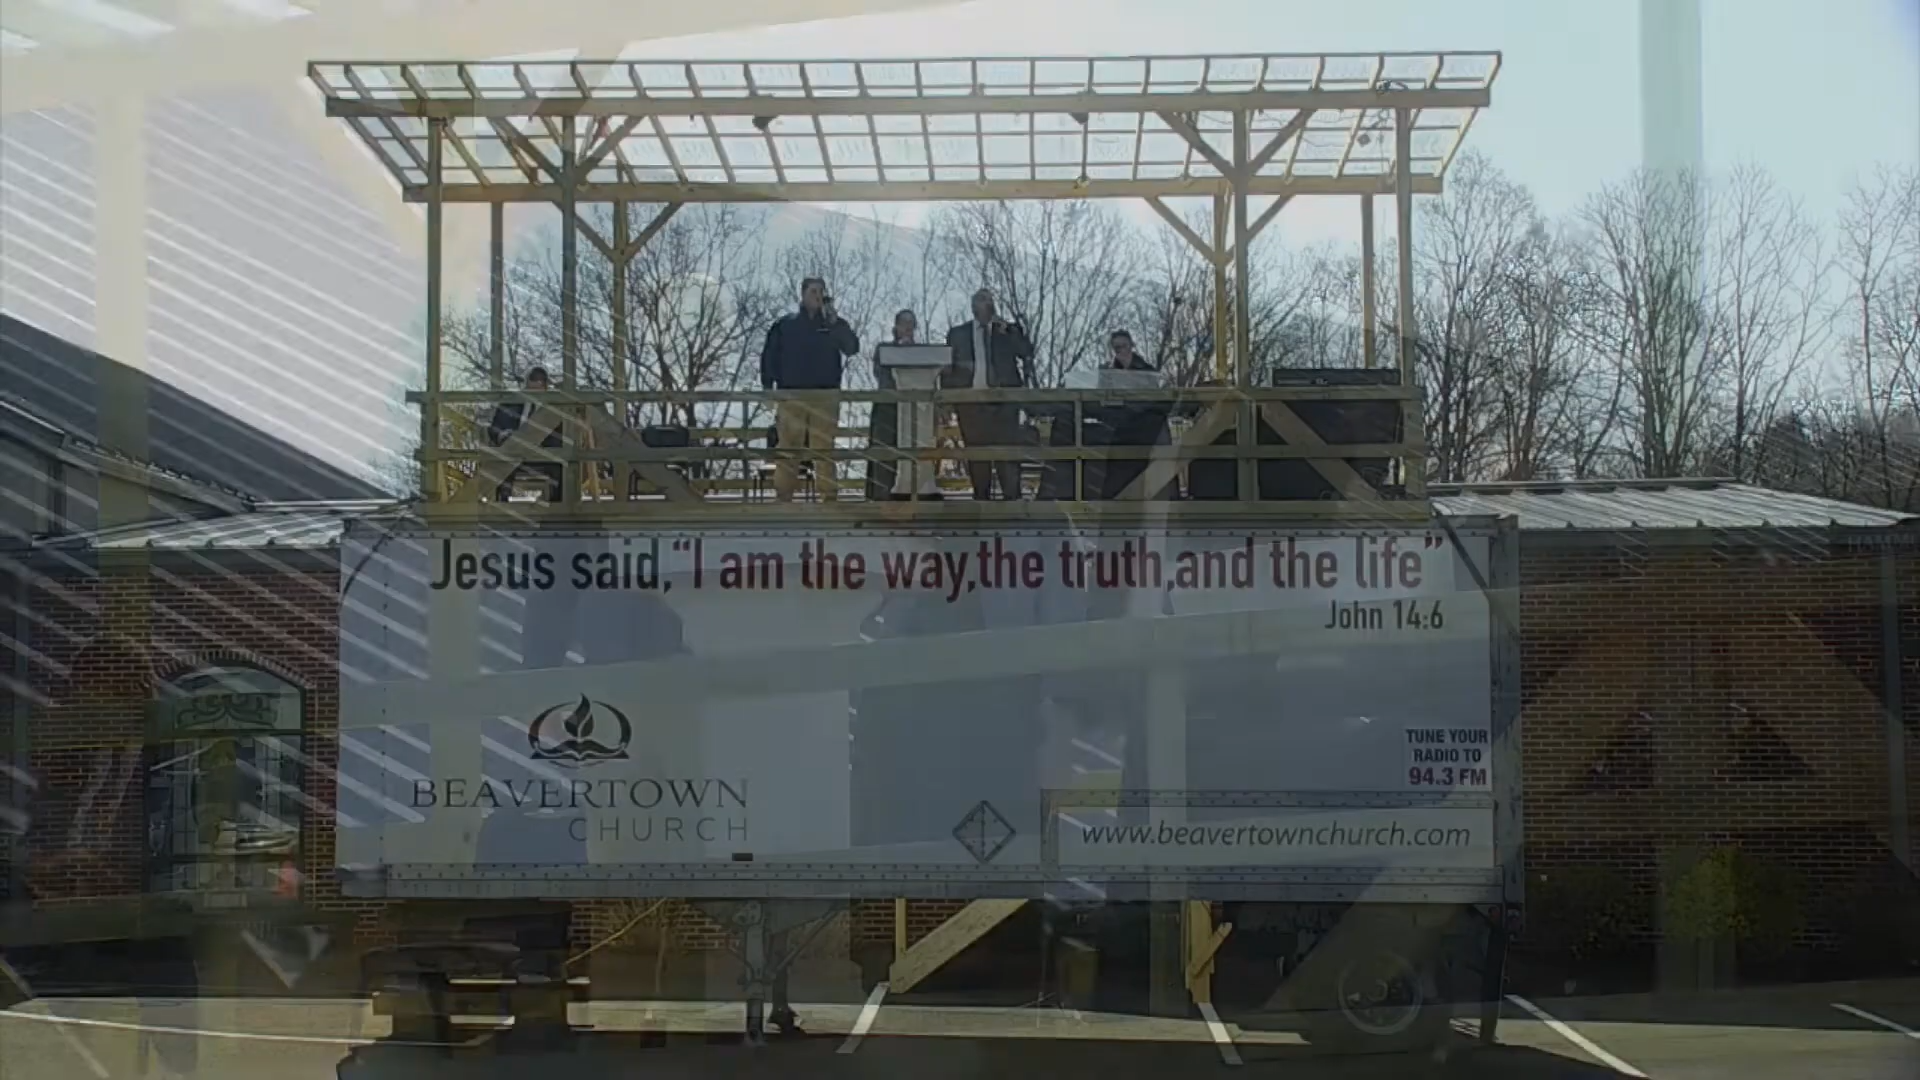 Jesus said, “I am the way, the truth, and the life”
John 14:6
BEAVERTOWN
CHURCH
TUNE YOUR
RADIO TO
94.3 FM
www.beavertownchurch.com